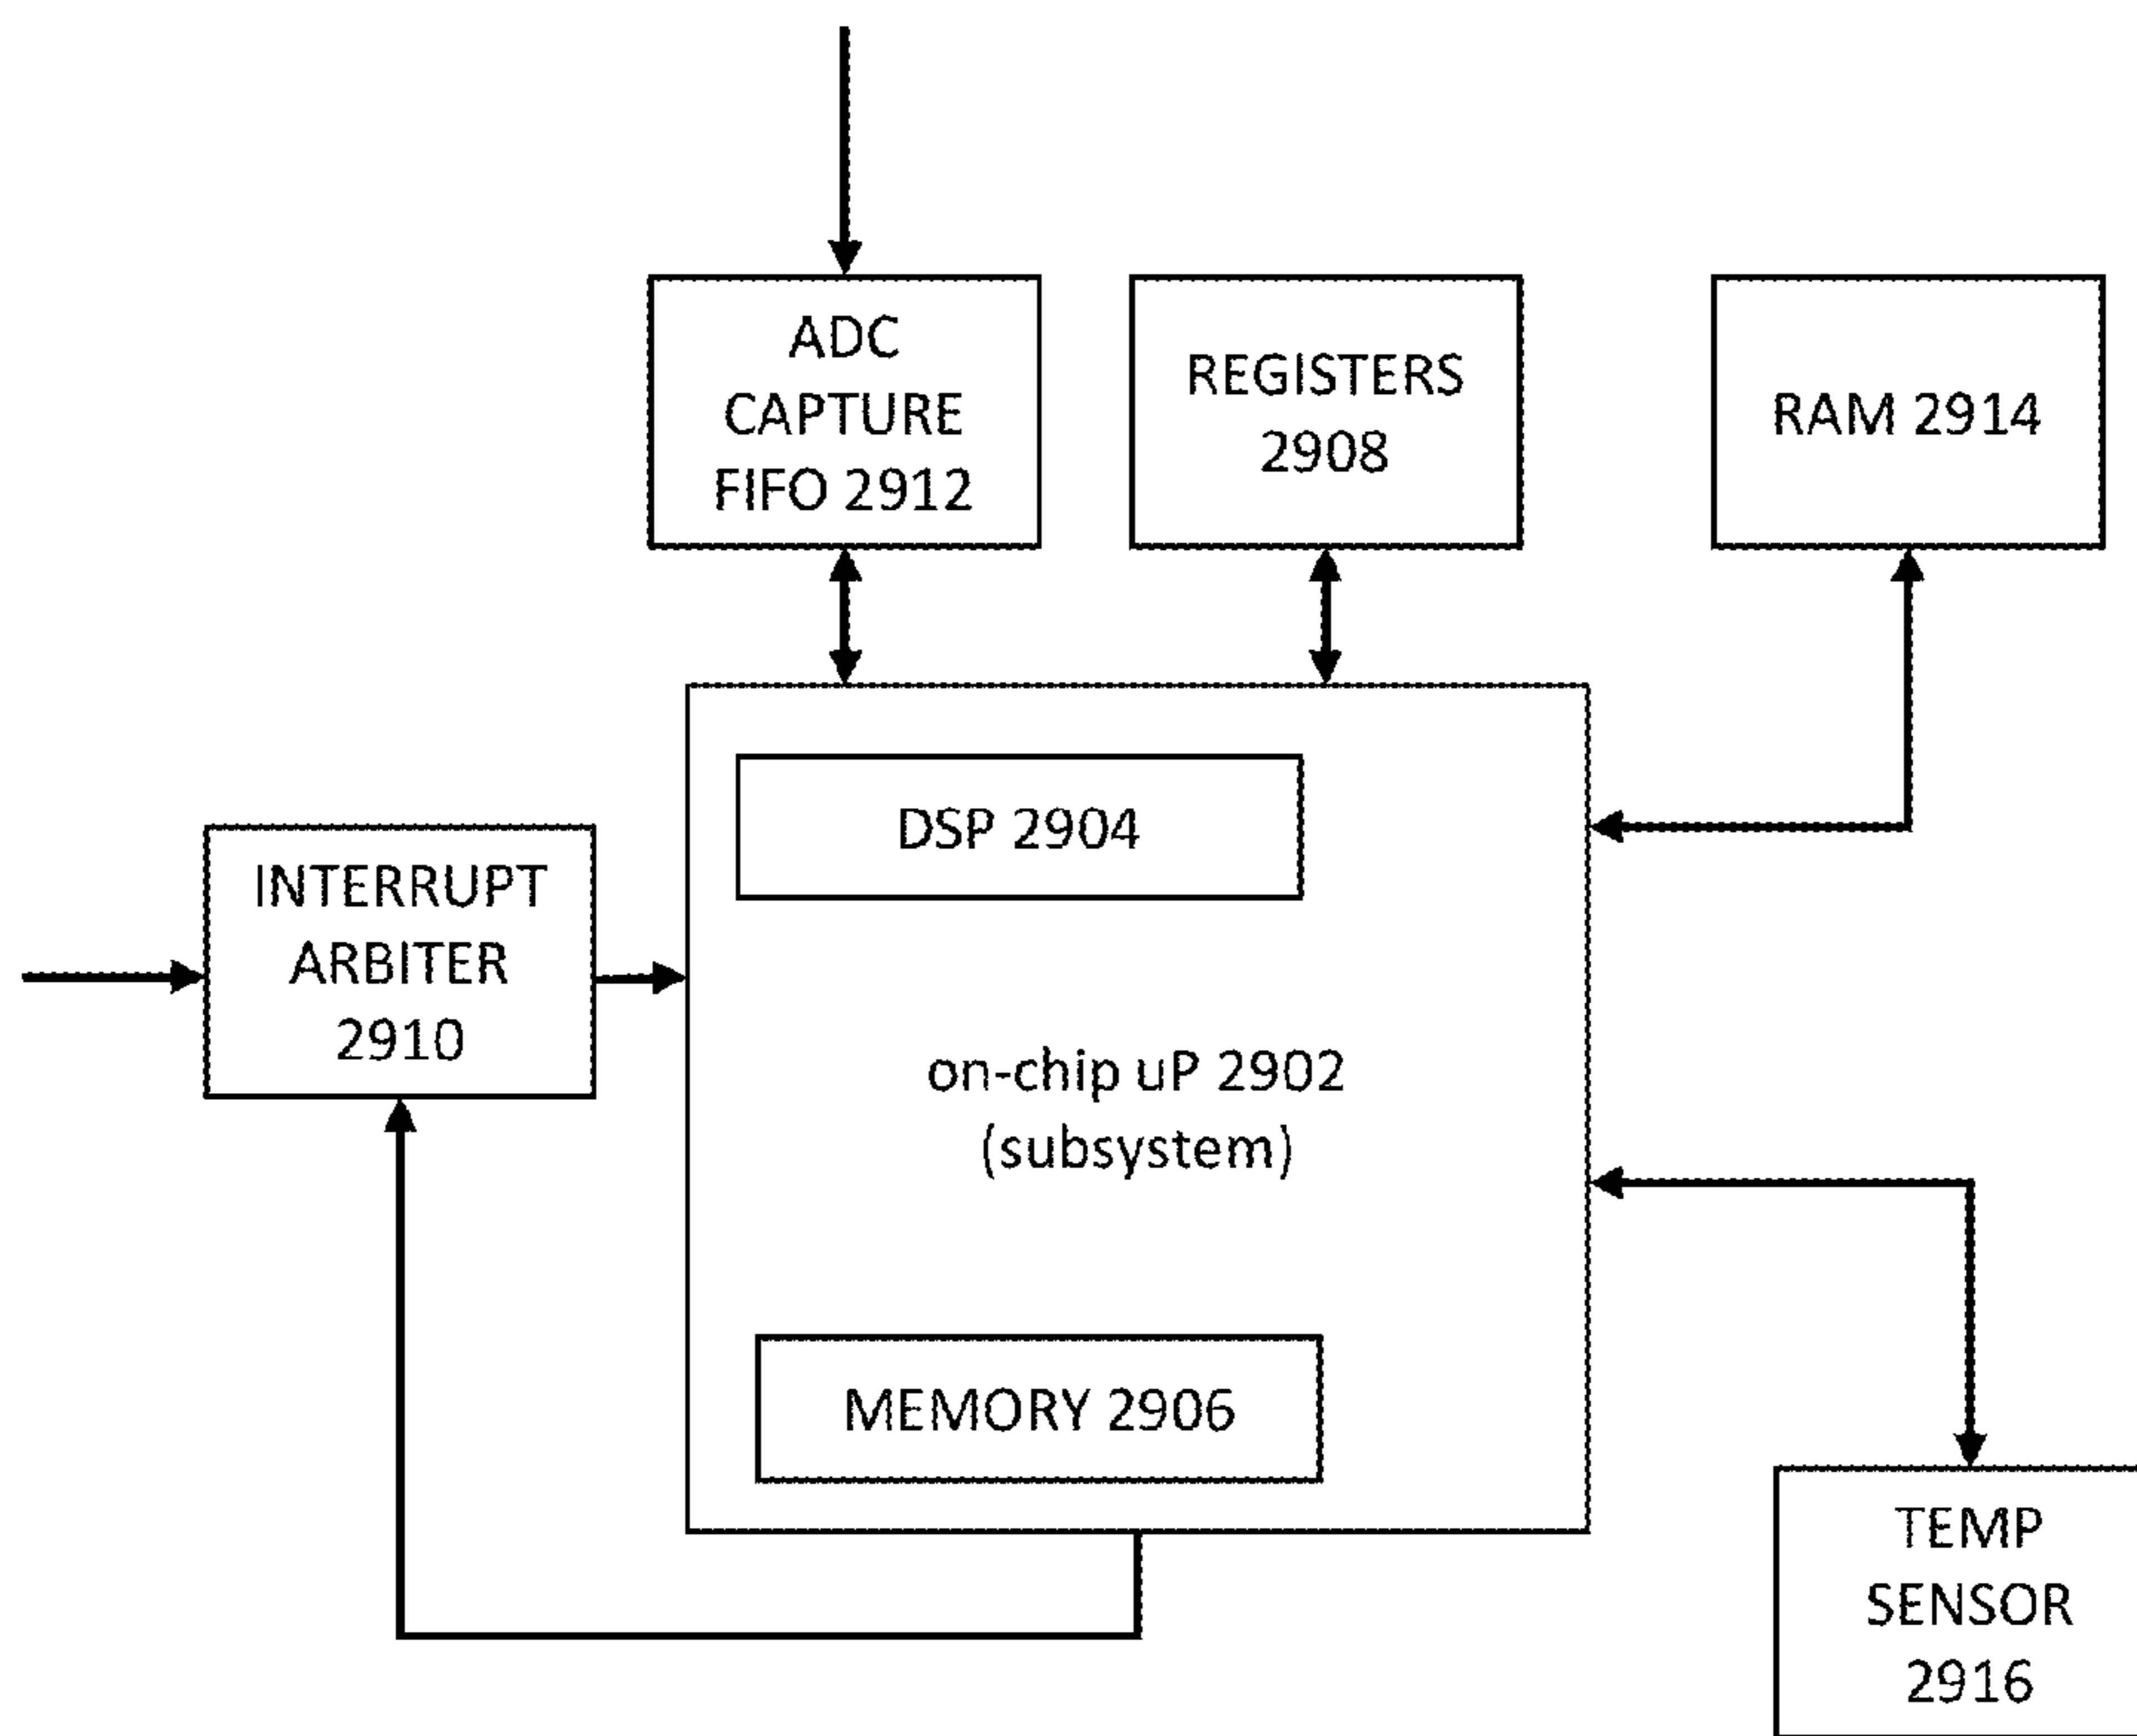 ADC
CAPTURE
FIFO 2912
REGISTERS
2908
RAM 2914
DSP 2904
INTERRUPT
ARBITER
2910
on-chip uP 2902
(subsystem)
MEMORY 2906
TEMP
SENSOR
2916